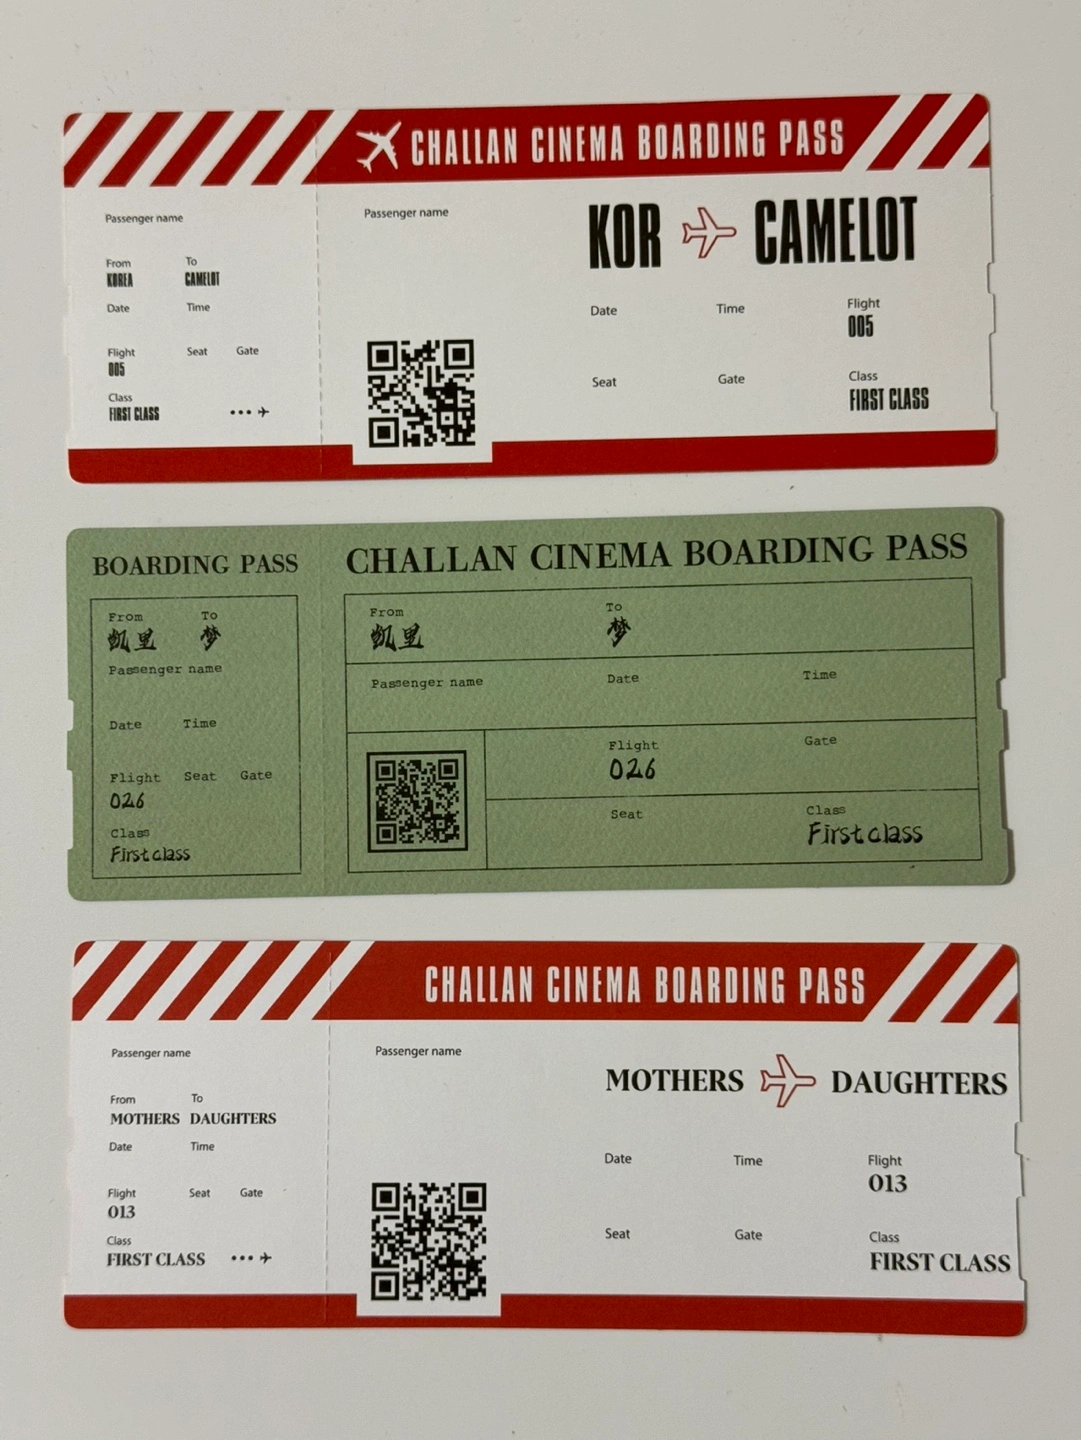 CHALLAN CINEMA BOARDING PASS
Passenger name
From To
KOREA CAMELOT
Date Time
Flight Seat Gate
005
Class
FIRST CLASS
Passenger name
KOR CAMELOT
Date Time Flight
005
Seat Gate Class
FIRST CLASS
BOARDING PASS
From To
凯里 梦
Passenger name
Date Time
Flight Seat Gate
026
Class
First class
CHALLAN CINEMA BOARDING PASS
From To
凯里 梦
Passenger name Date Time
Flight Gate
026
Seat Class
First class
CHALLAN CINEMA BOARDING PASS
Passenger name
From To
MOTHERS DAUGHTERS
Date Time
Flight Seat Gate
013
Class
FIRST CLASS
Passenger name
MOTHERS DAUGHTERS
Date Time Flight
013
Seat Gate Class
FIRST CLASS